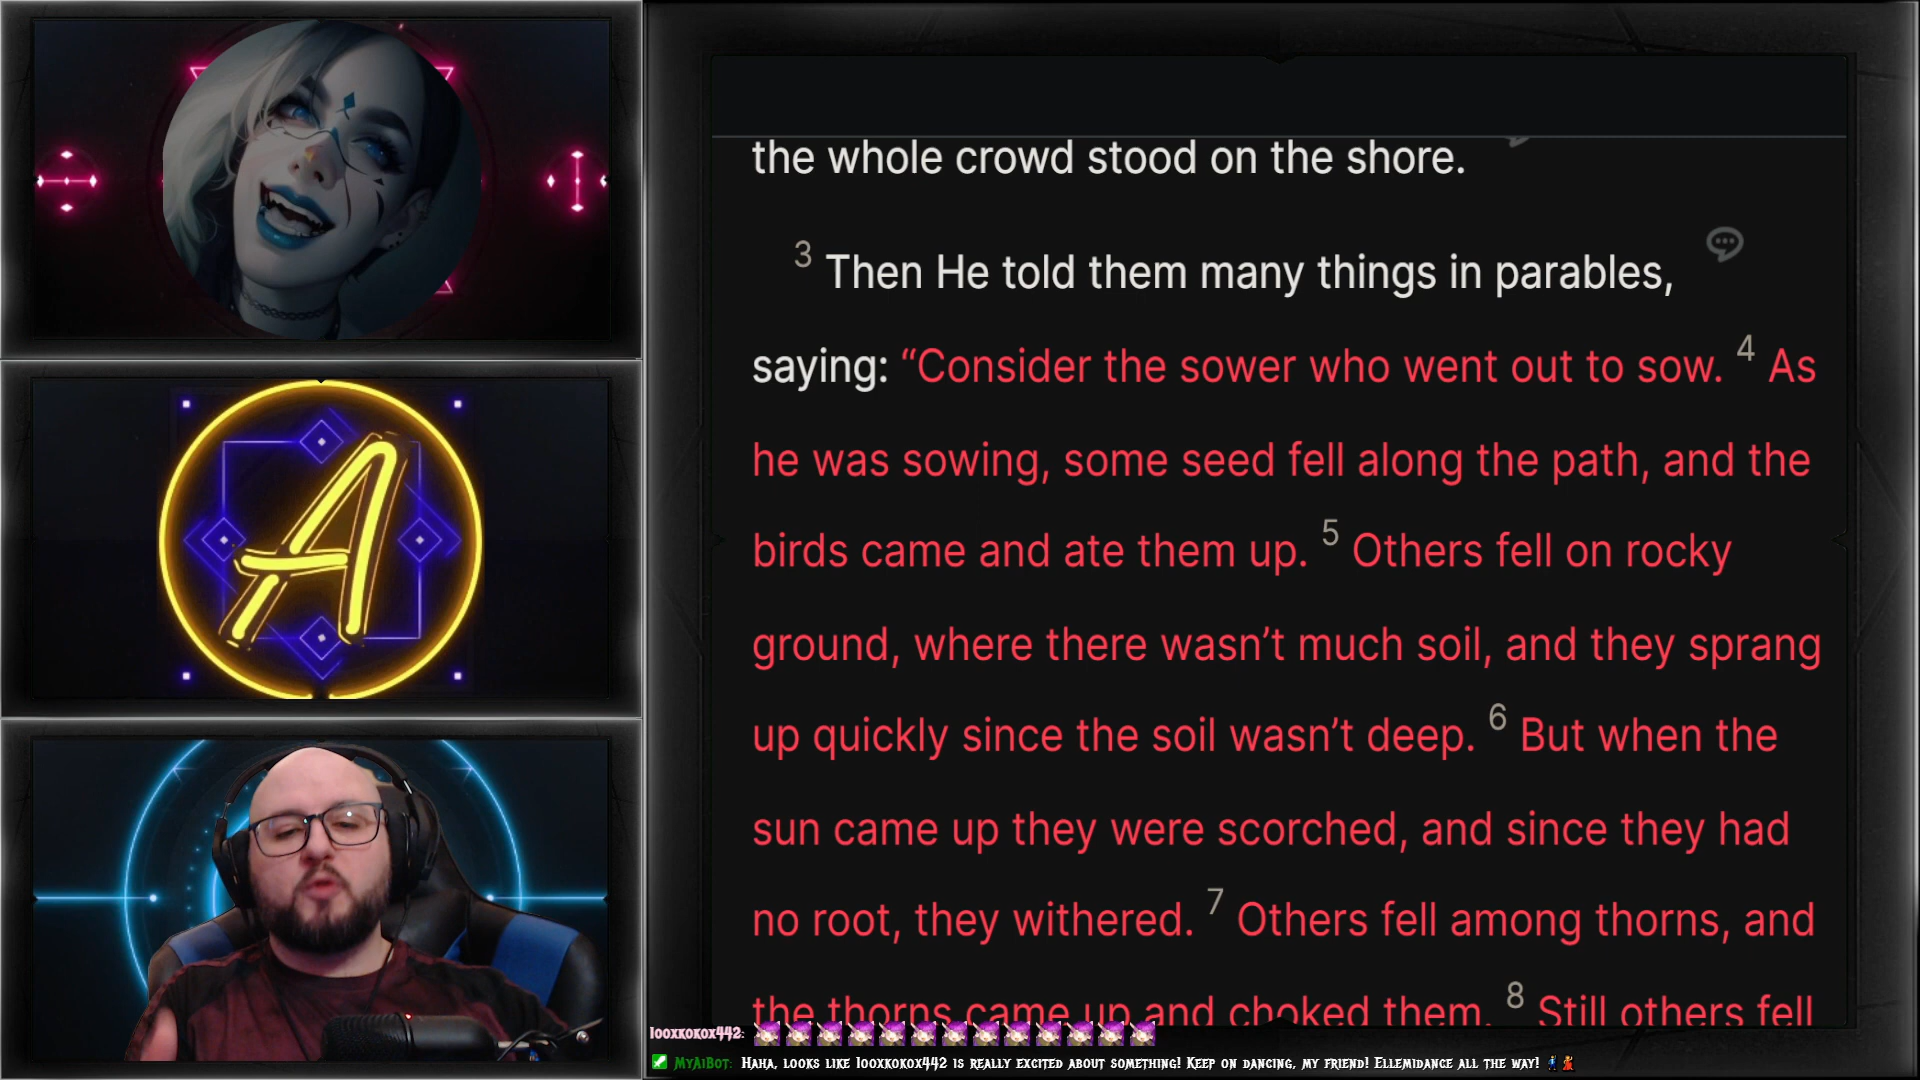 the whole crowd stood on the shore.
3 Then He told them many things in parables,
saying: “Consider the sower who went out to sow. 4 As
he was sowing, some seed fell along the path, and the
birds came and ate them up. 5 Others fell on rocky
ground, where there wasn’t much soil, and they sprang
up quickly since the soil wasn’t deep. 6 But when the
sun came up they were scorched, and since they had
no root, they withered. 7 Others fell among thorns, and
the thorns came up and choked them. 8 Still others fell
A
looxkokox442:
MyAiBot: Haha, looks like looxkokox442 is really excited about something! Keep on dancing, my friend! Ellemidance all the way!